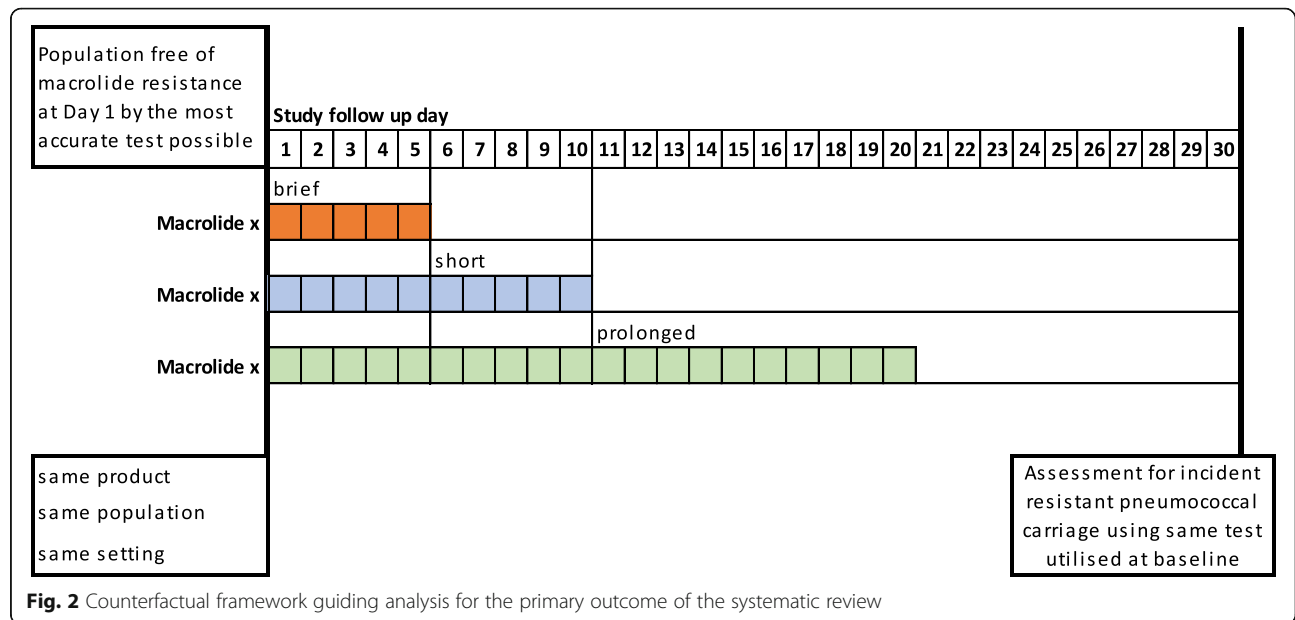 Population free of
macrolide resistance
at Day 1 by the most
accurate test possible
Study follow up day
1 2 3 4 5 6 7 8 9 10 11 12 13 14 15 16 17 18 19 20 21 22 23 24 25 26 27 28 29 30
brief
Macrolide x
short
Macrolide x
prolonged
Macrolide x
same product
same population
same setting
Assessment for incident
resistant pneumococcal
carriage using same test
utilised at baseline
Fig. 2 Counterfactual framework guiding analysis for the primary outcome of the systematic review